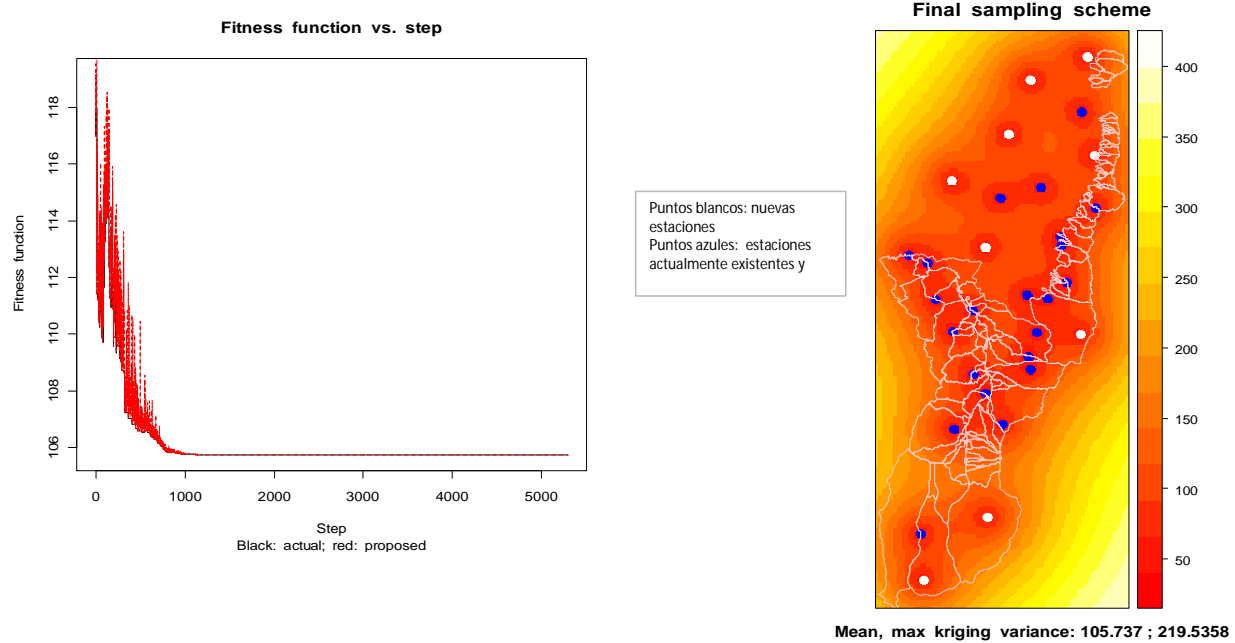 Fitness function vs. step
Fitness function
118
116
114
112
110
108
106
0
1000
2000
3000
4000
5000
Step
Black: actual; red: proposed
Puntos blancos: nuevas
estaciones
Puntos azules: estaciones
actualmente existentes y
Final sampling scheme
400
350
300
250
200
150
100
50
Mean, max kriging variance: 105.737 ; 219.5358